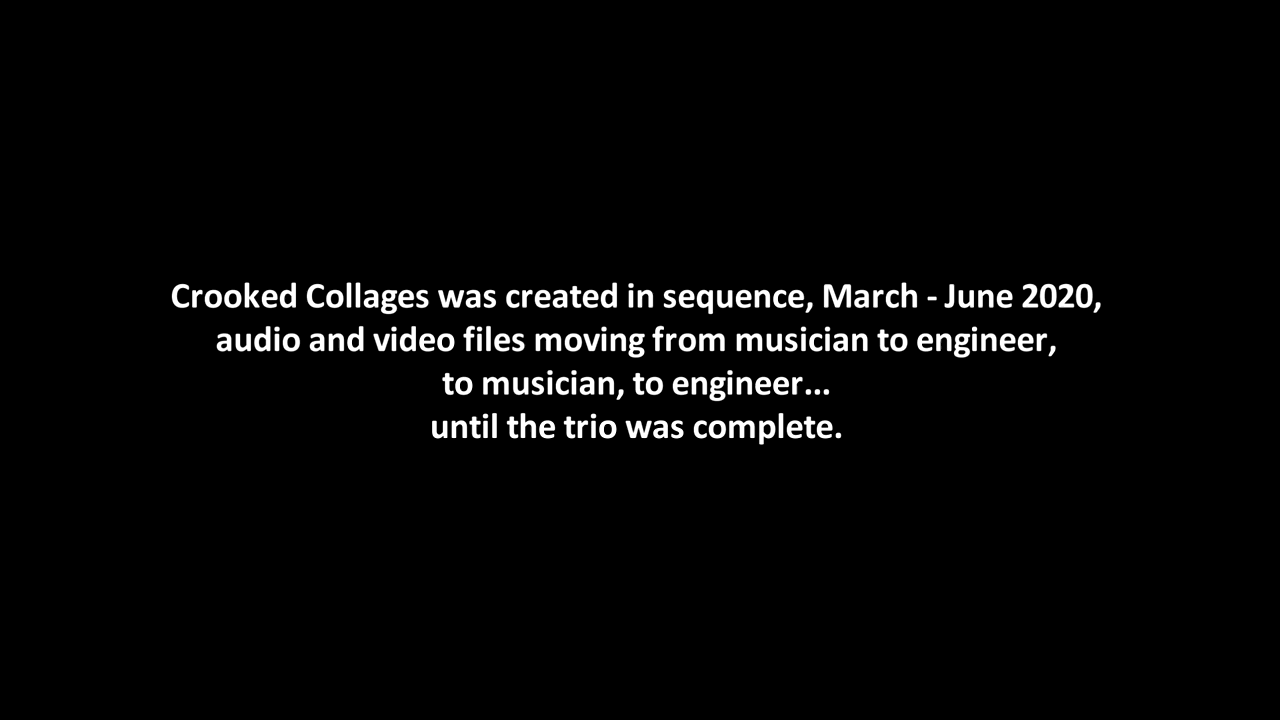 Crooked Collages was created in sequence, March - June 2020,
audio and video files moving from musician to engineer,
to musician, to engineer...
until the trio was complete.